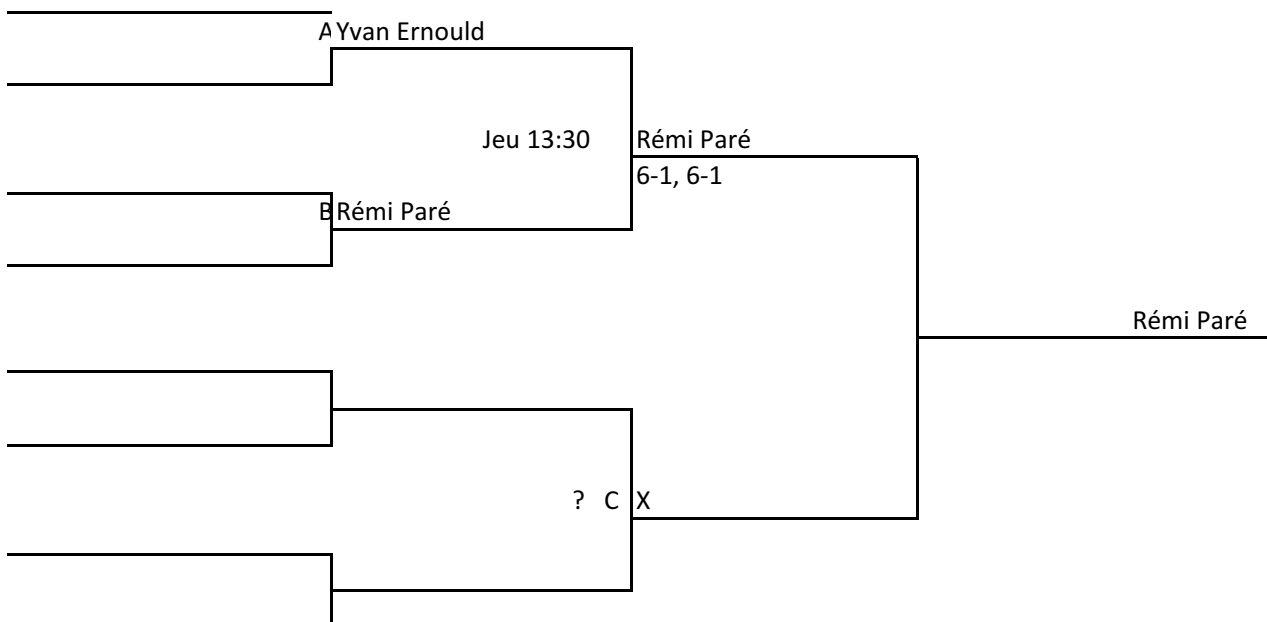 A Yvan Ernould
Jeu 13:30
Rémi Paré
6-1, 6-1
B Rémi Paré
Rémi Paré
? C X